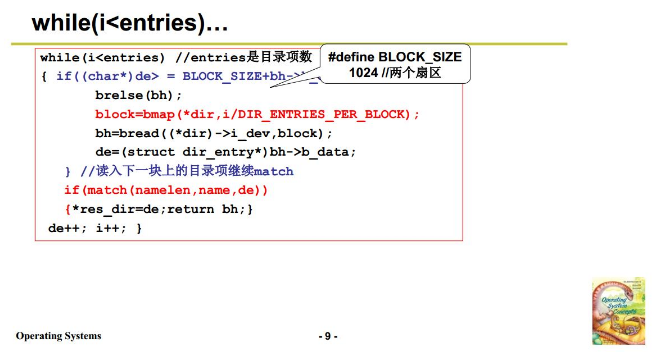 while(i<entries)…
while(i<entries) //entries是目录项数
{ if((char*)de> = BLOCK_SIZE+bh->
#define BLOCK_SIZE
1024 //两个扇区
brelse(bh);
block=bmap(*dir,i/DIR_ENTRIES_PER_BLOCK);
bh=bread((*dir)->i_dev,block);
de=(struct dir_entry*)bh->b_data;
} //读入下一块上的目录项继续match
if(match(namelen,name,de))
{*res_dir=de;return bh;}
de++; i++; }
Operating
System
Concepts
Operating Systems
- 9 -